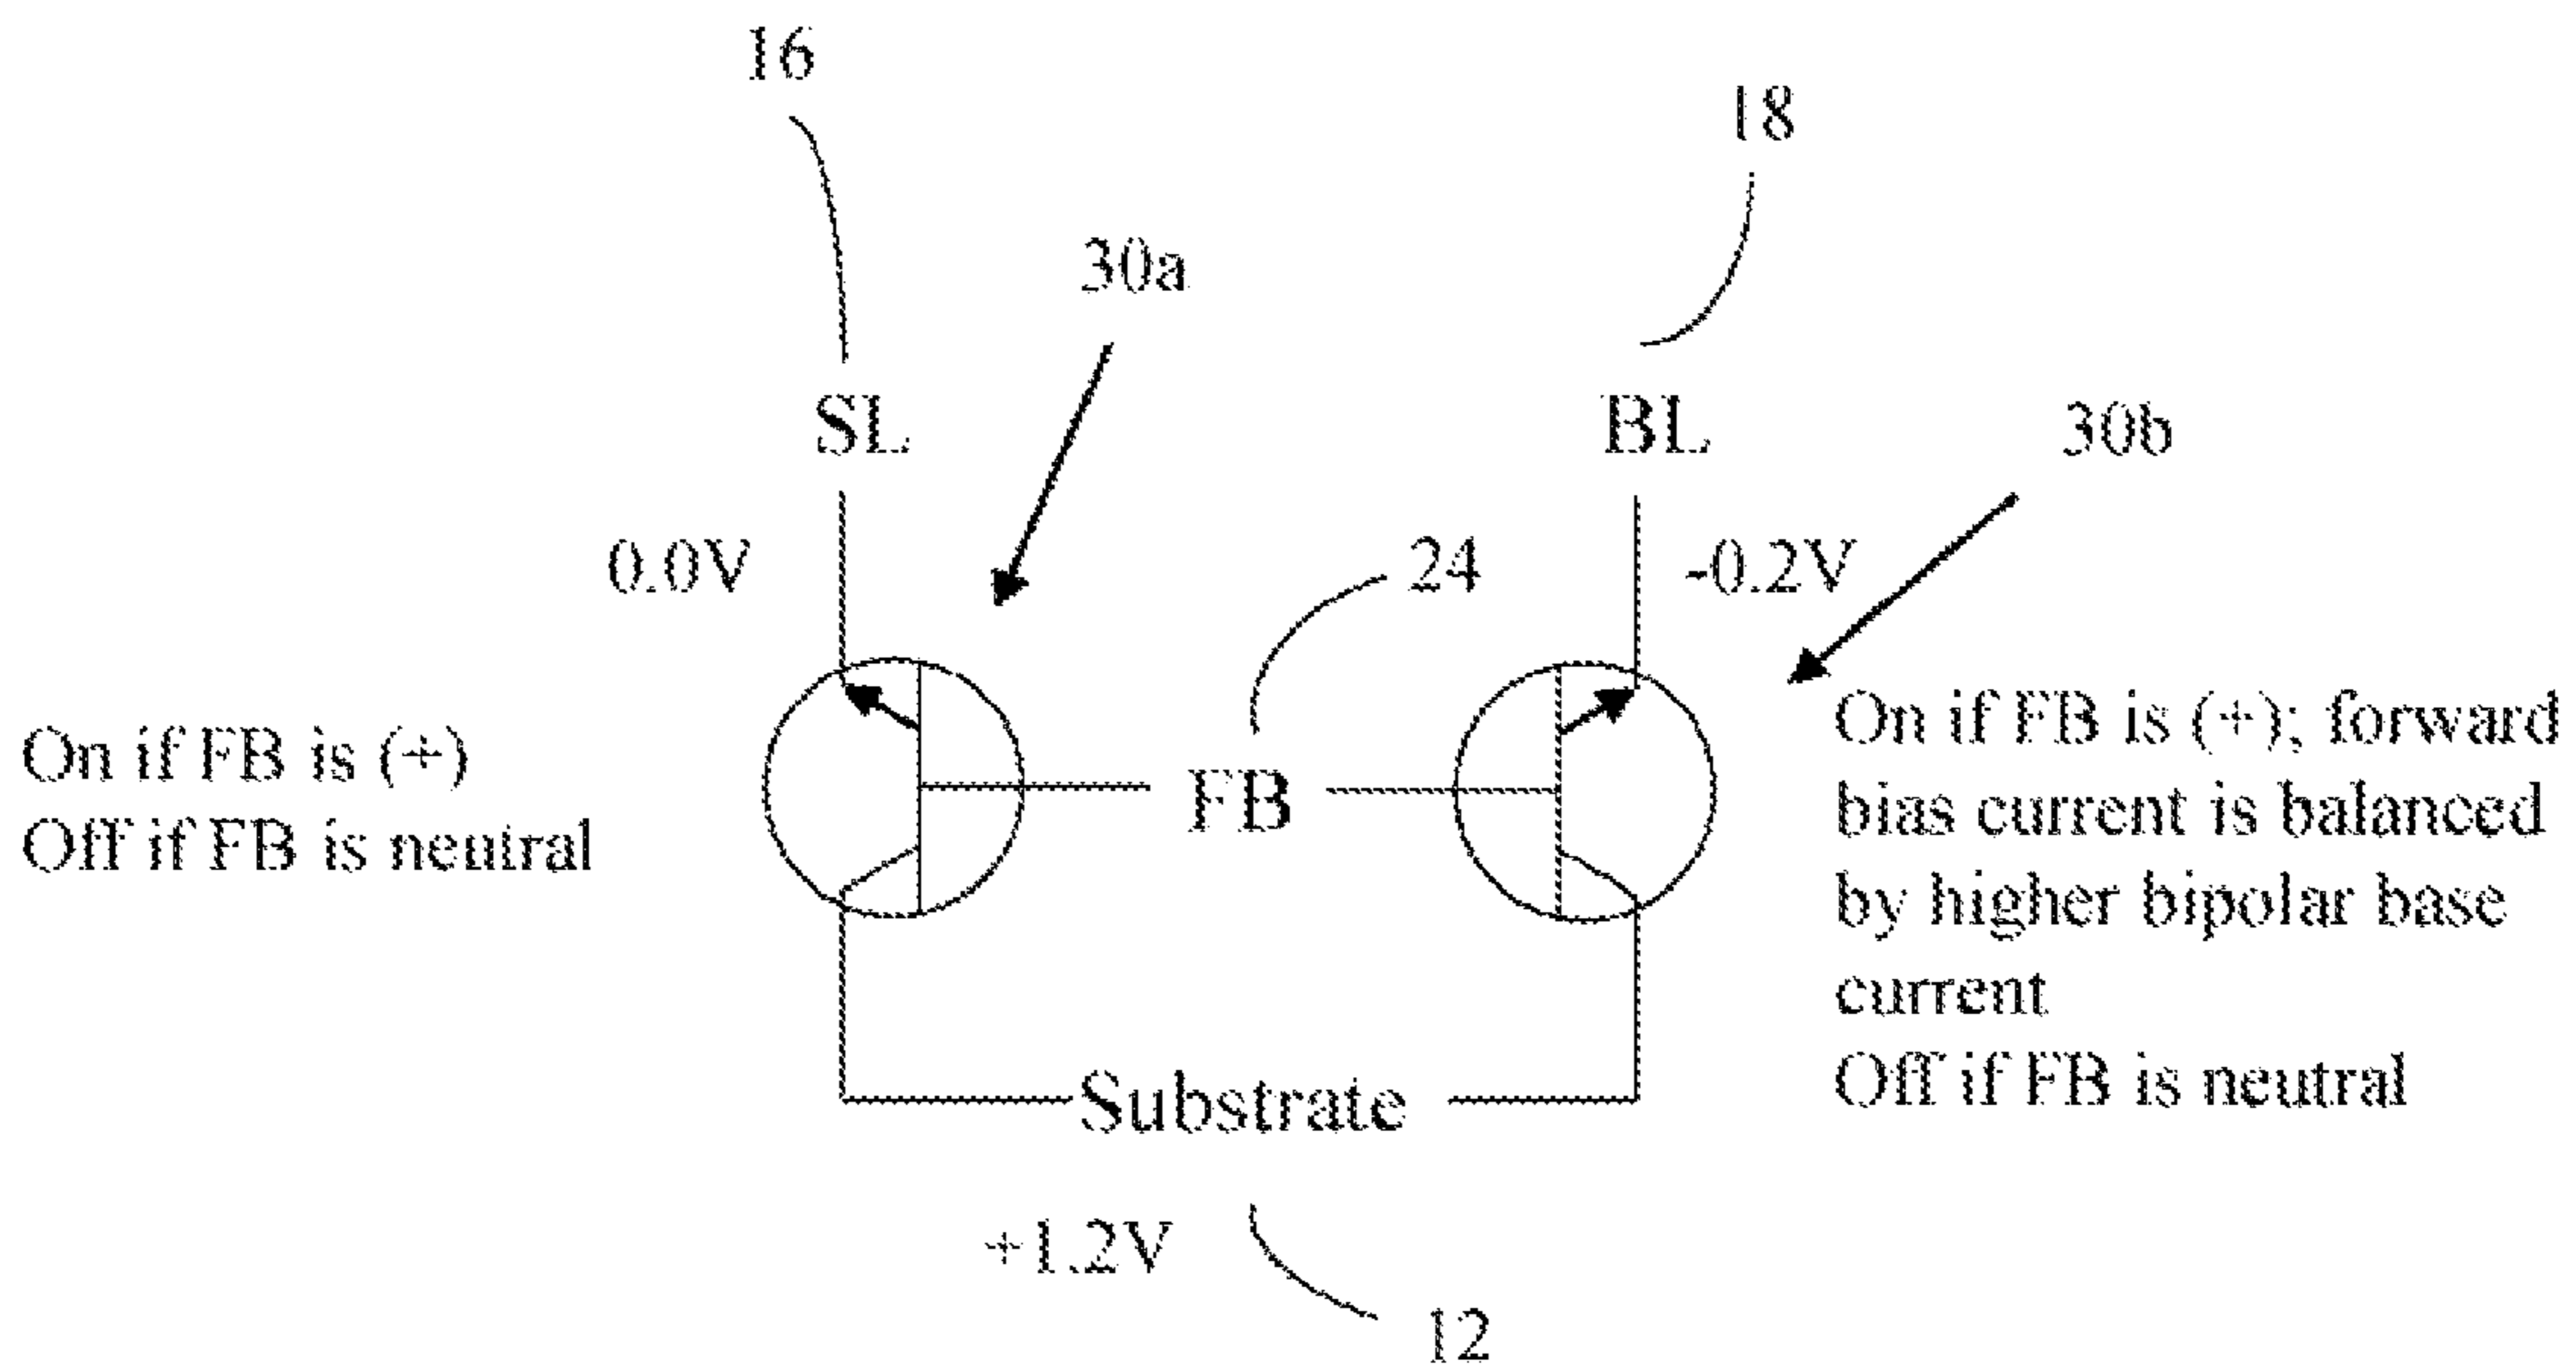 16
18
30a
SL
BL
30b
0.0V
24
-0.2V
On if FB is (+)
Off if FB is neutral
FB
On if FB is (+); forward
bias current is balanced
by higher bipolar base
current
Off if FB is neutral
Substrate
+1.2V
12